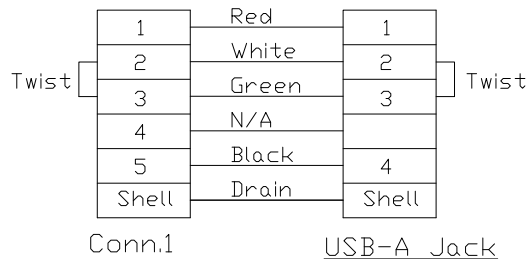 Red
1 1
White
2 2
Twist Twist
Green
3 3
N/A
4
Black
5 4
Drain
Shell Shell
Conn.1 USB-A Jack